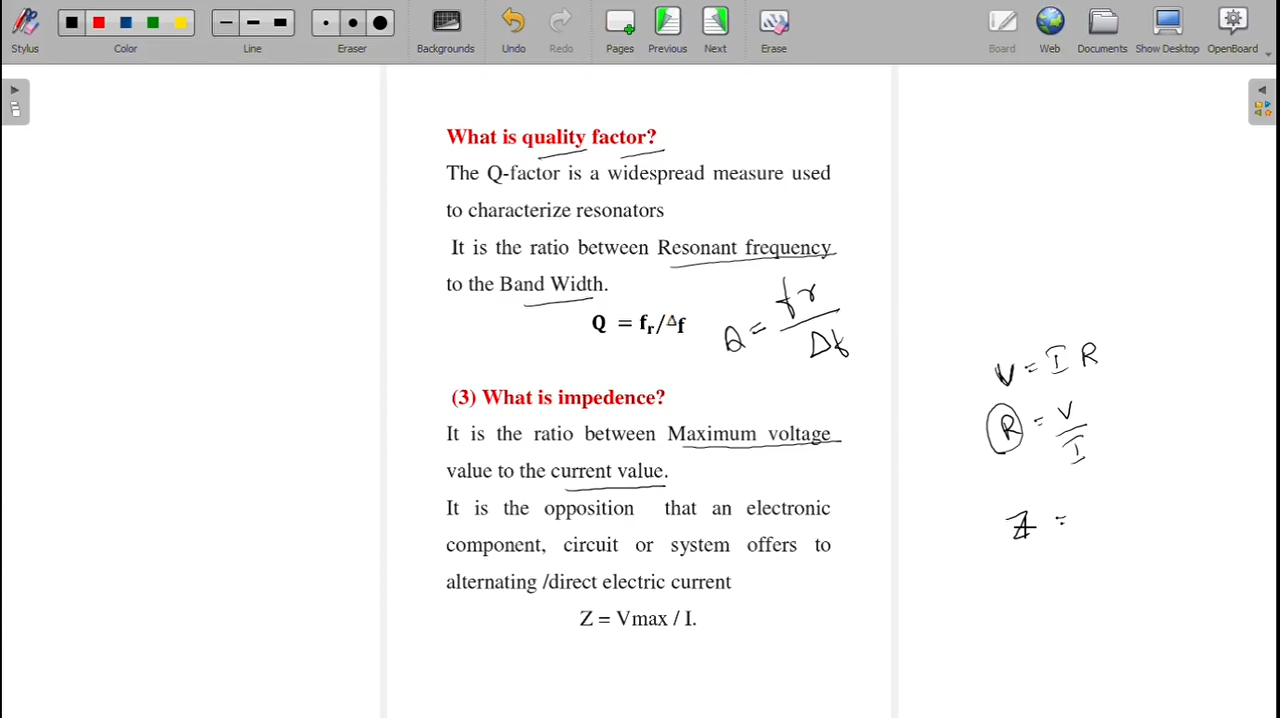 Stylus
Color
Line
Eraser
Backgrounds
Undo
Redo
Pages
Previous
Next
Erase
Board
Web
Documents
Show Desktop
OpenBoard
What is quality factor?
The Q-factor is a widespread measure used
to characterize resonators
It is the ratio between Resonant frequency
to the Band Width.
Q = fr/Δf
Q = fr/Δf
(3) What is impedence?
It is the ratio between Maximum voltage
value to the current value.
It is the opposition that an electronic
component, circuit or system offers to
alternating /direct electric current
Z = Vmax / I.
V = I R
R = V/I
Z =